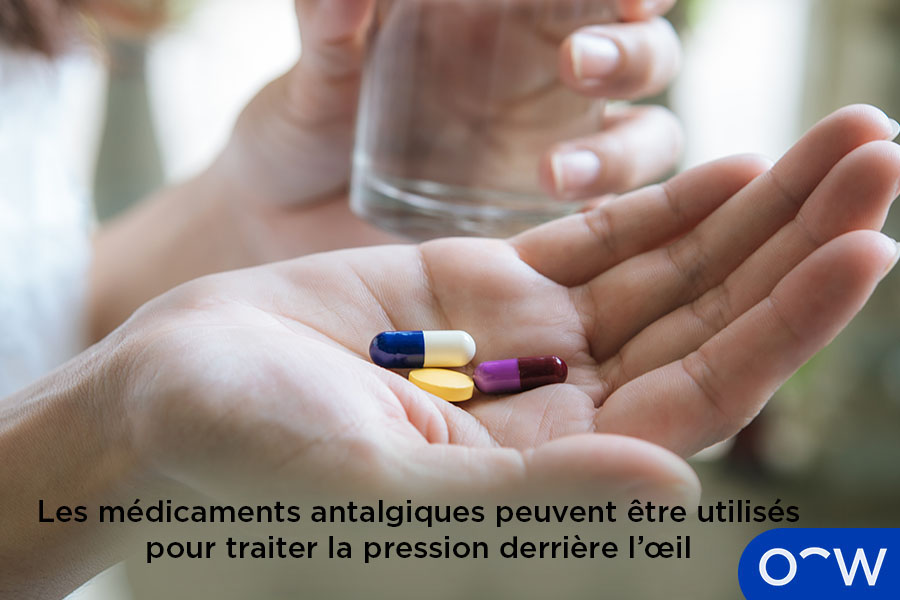 Les médicaments antalgiques peuvent être utilisés
pour traiter la pression derrière l’œil